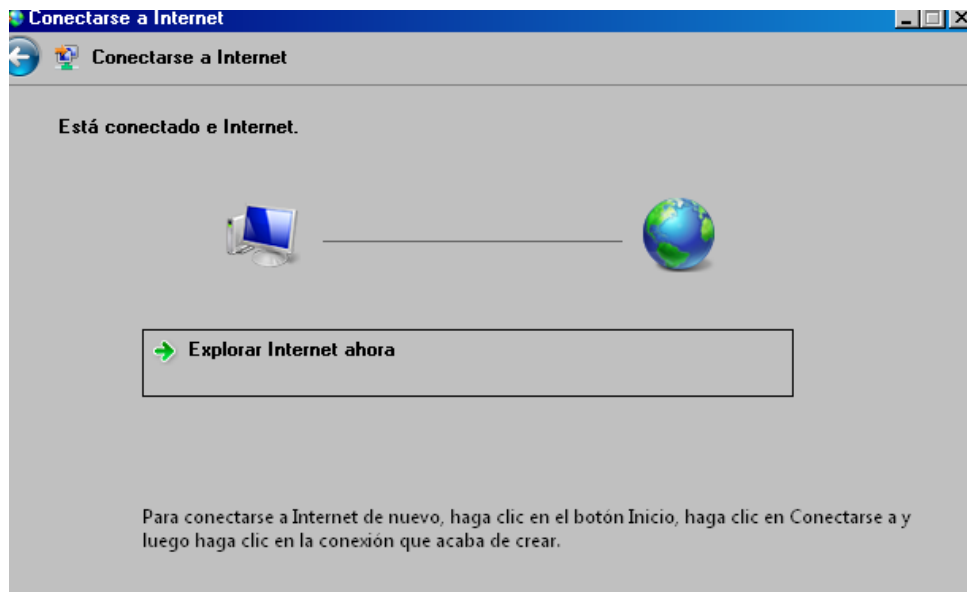 Conectarse a Internet
Conectarse a Internet
Está conectado e Internet.
Explorar Internet ahora
Para conectarse a Internet de nuevo, haga clic en el botón Inicio, haga clic en Conectarse a y
luego haga clic en la conexión que acaba de crear.